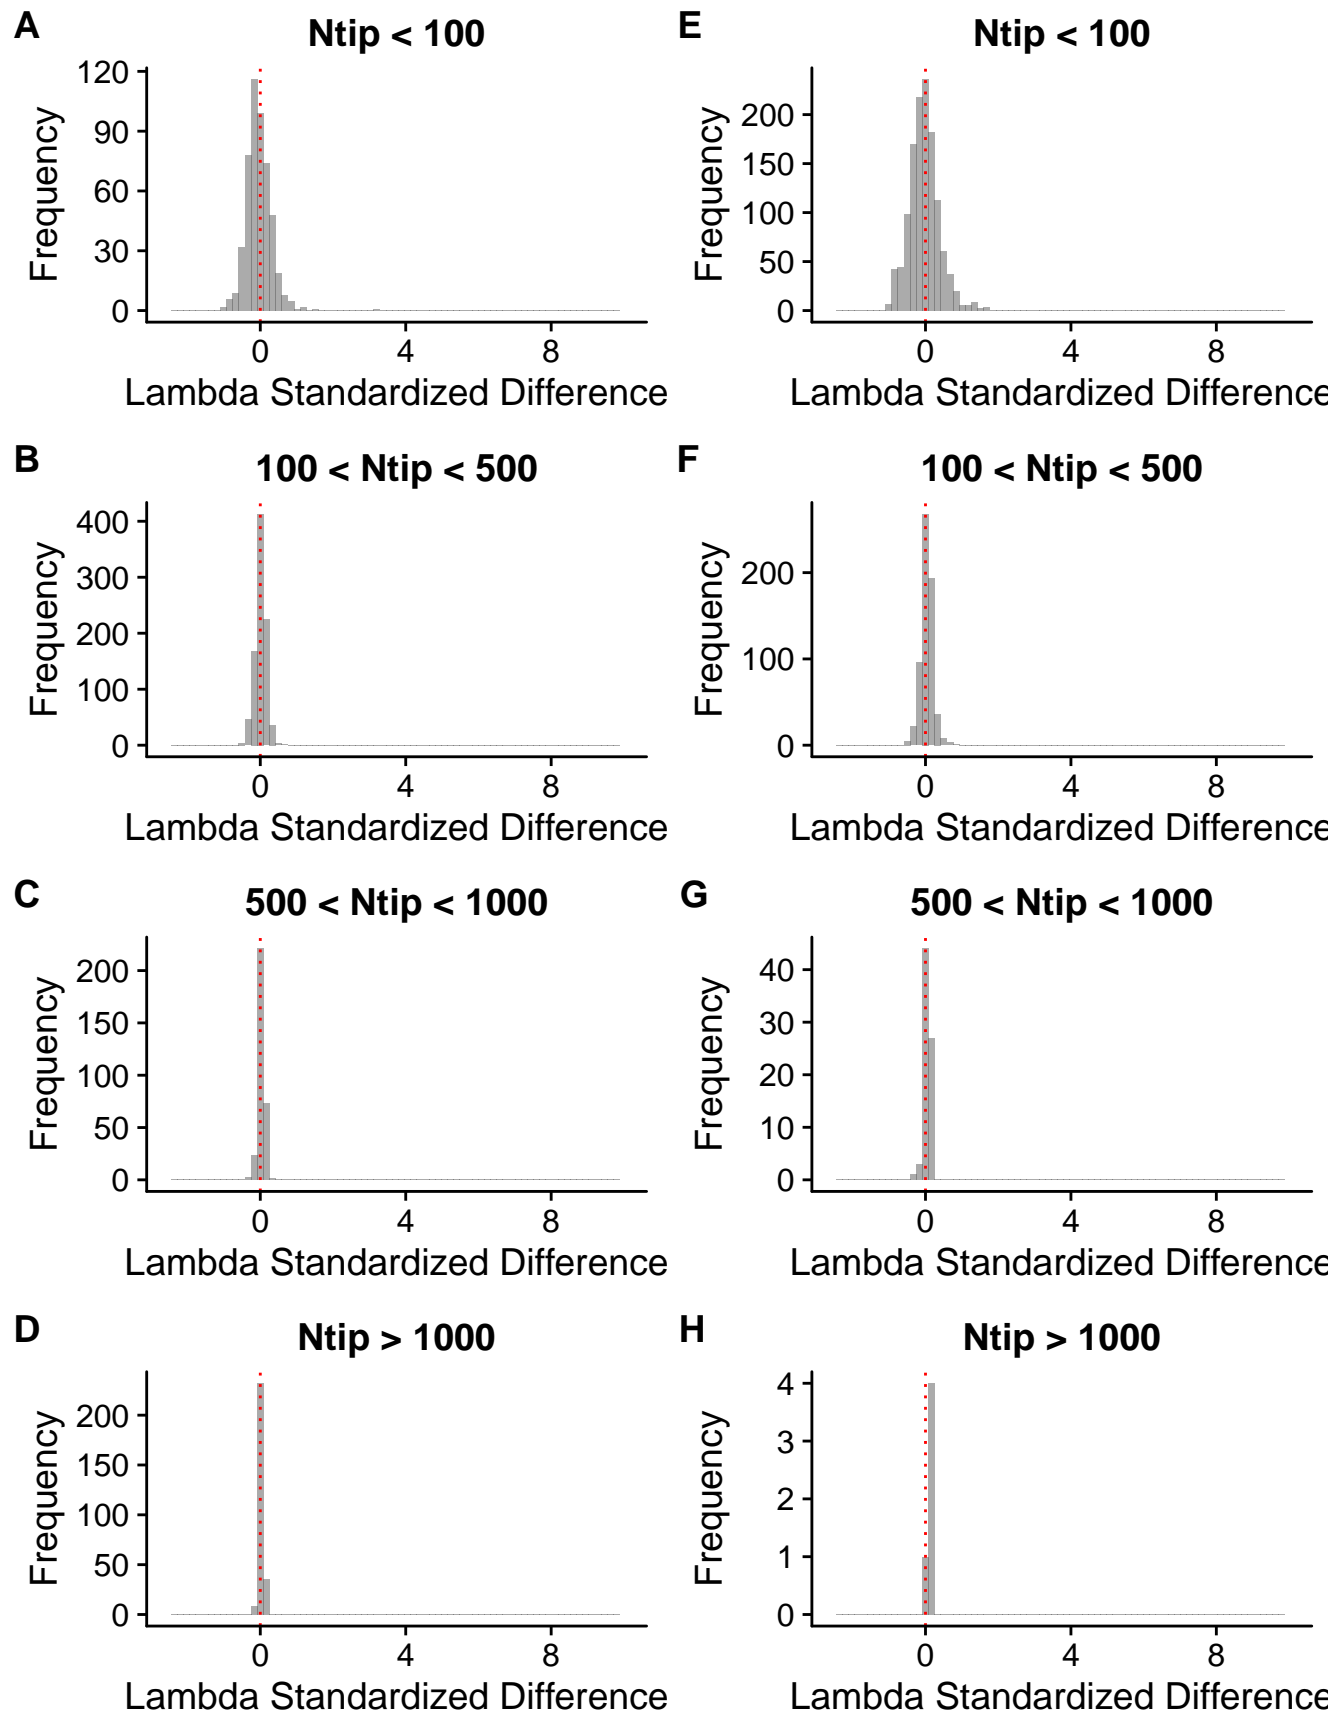 A
Ntip < 100
Frequency
120
90
60
30
0
0 4 8
Lambda Standardized Difference
E
Ntip < 100
Frequency
200
150
100
50
0
0 4 8
Lambda Standardized Difference
B
100 < Ntip < 500
Frequency
400
300
200
100
0
0 4 8
Lambda Standardized Difference
F
100 < Ntip < 500
Frequency
200
100
0
0 4 8
Lambda Standardized Difference
C
500 < Ntip < 1000
Frequency
200
150
100
50
0
0 4 8
Lambda Standardized Difference
G
500 < Ntip < 1000
Frequency
40
30
20
10
0
0 4 8
Lambda Standardized Difference
D
Ntip > 1000
Frequency
200
150
100
50
0
0 4 8
Lambda Standardized Difference
H
Ntip > 1000
Frequency
4
3
2
1
0
0 4 8
Lambda Standardized Difference